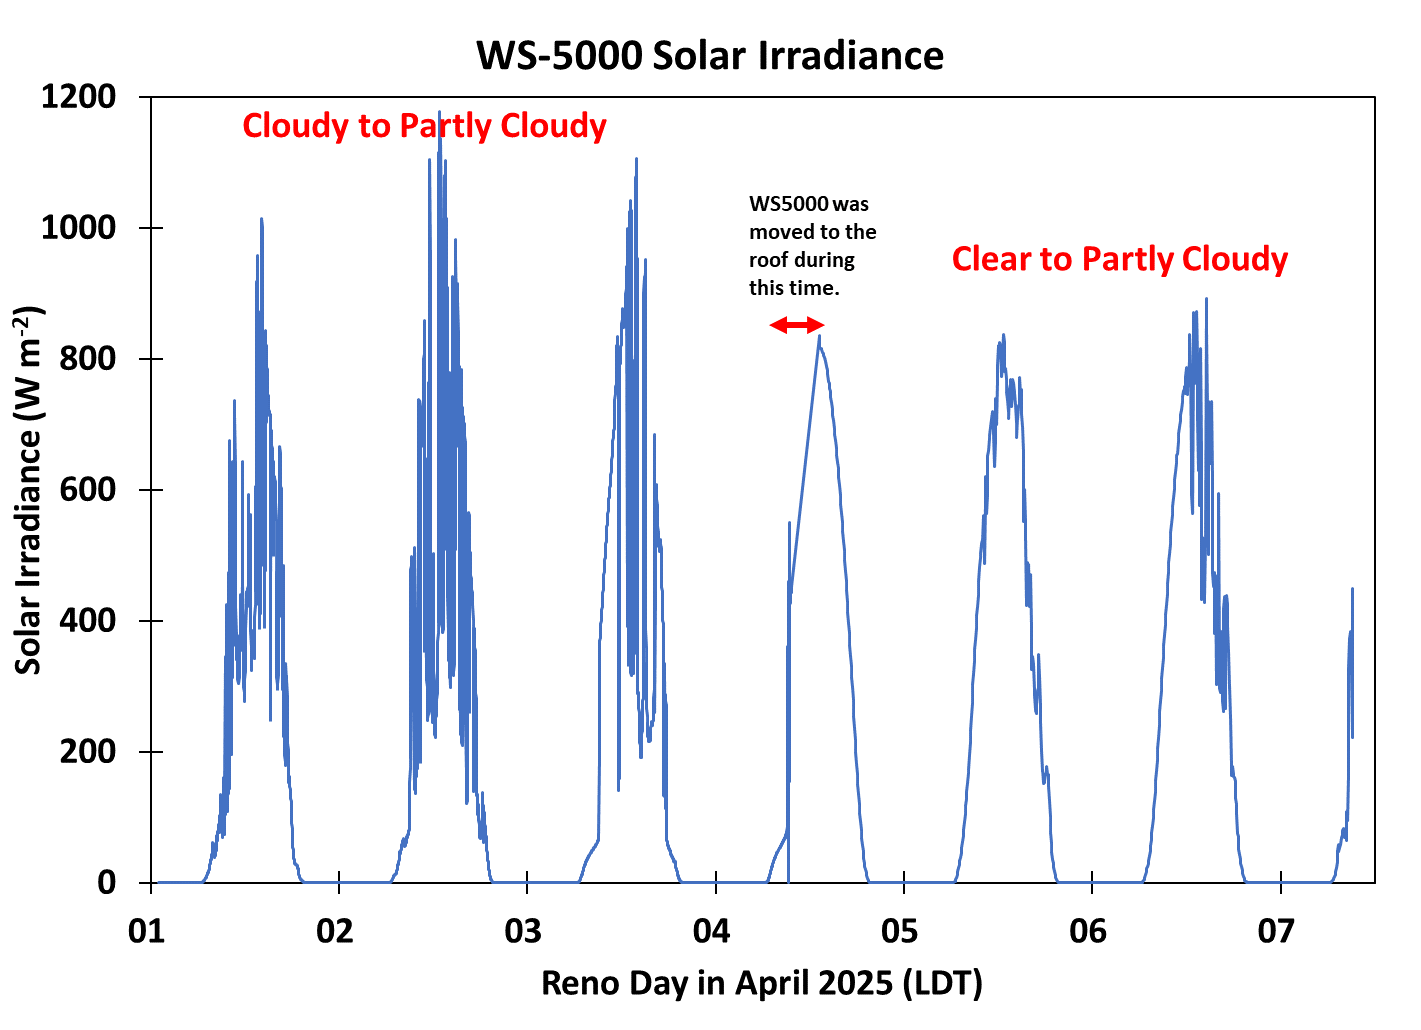 WS-5000 Solar Irradiance
1200
Cloudy to Partly Cloudy
WS5000 was
moved to the
roof during
this time.
Clear to Partly Cloudy
1000
800
600
400
200
0
Solar Irradiance (W m-2)
01 02 03 04 05 06 07
Reno Day in April 2025 (LDT)